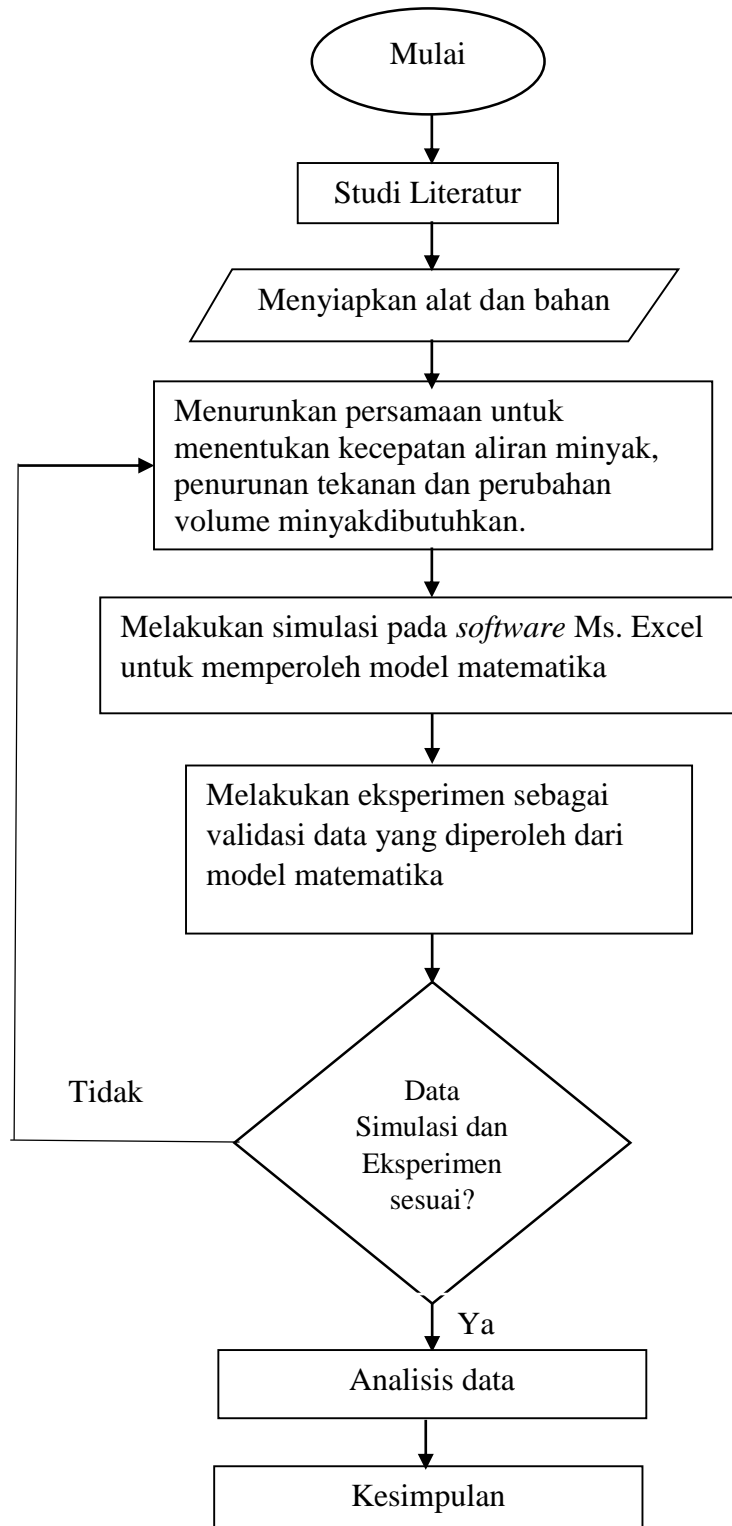 Mulai
Studi Literatur
Menyiapkan alat dan bahan
Menurunkan persamaan untuk
menentukan kecepatan aliran minyak,
penurunan tekanan dan perubahan
volume minyakdibutuhkan.
Melakukan simulasi pada software Ms. Excel
untuk memperoleh model matematika
Melakukan eksperimen sebagai
validasi data yang diperoleh dari
model matematika
Tidak
Data
Simulasi dan
Eksperimen
sesuai?
Ya
Analisis data
Kesimpulan